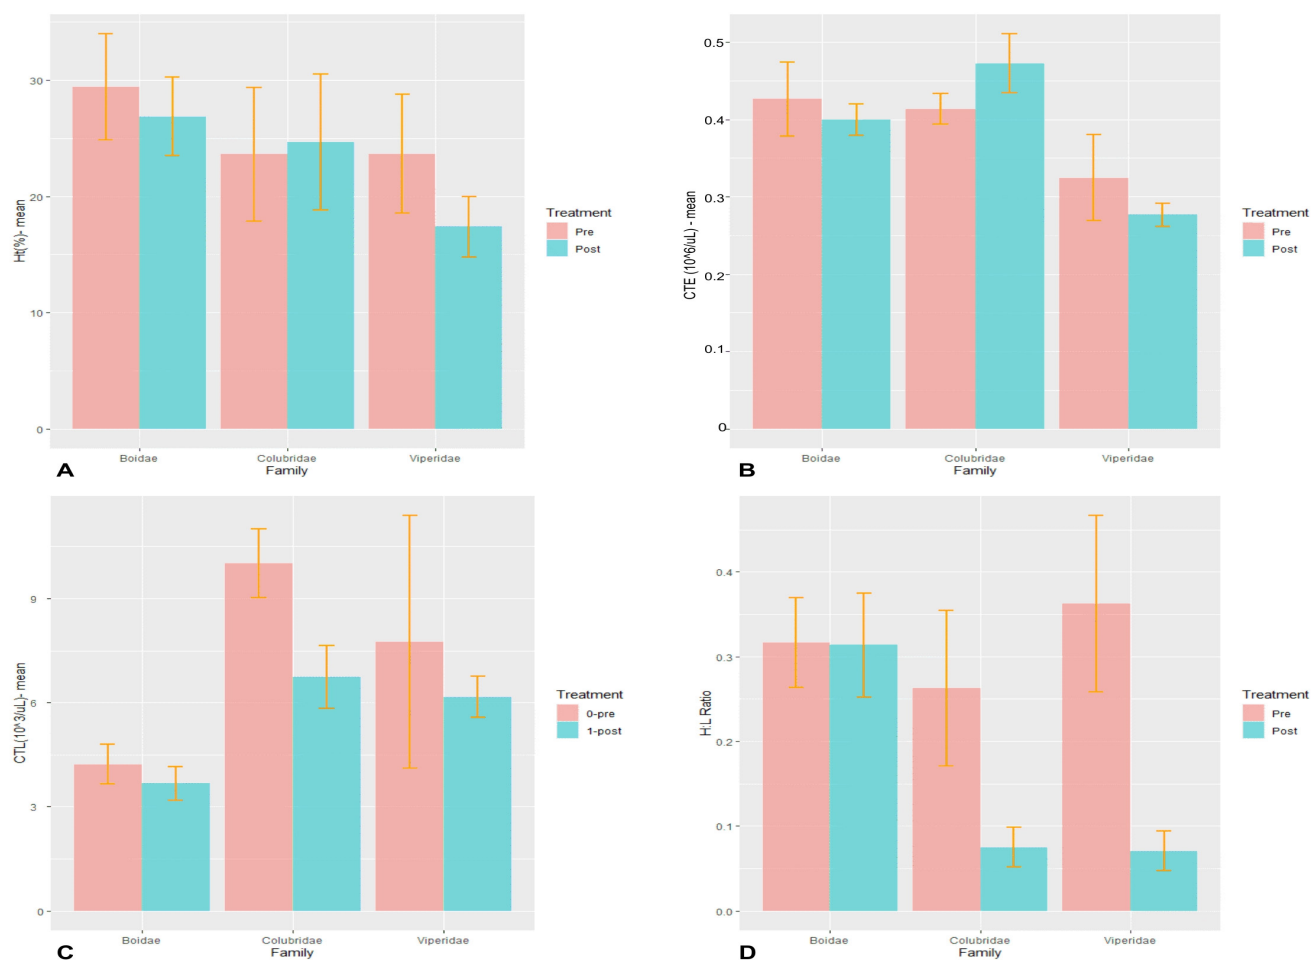 30
20
10
0
Ht(%)- mean
Boidae Colubridae Viperidae
Family
A
Treatment
Pre
Post
0.5
0.4
0.3
0.2
0.1
0
CTE (10^6/uL) - mean
Boidae Colubridae Viperidae
Family
B
Treatment
Pre
Post
9
6
3
0
CTL(10^3/uL)- mean
Boidae Colubridae Viperidae
Family
C
Treatment
0-pre
1-post
0.4
0.3
0.2
0.1
0.0
H:L Ratio
Boidae Colubridae Viperidae
Family
D
Treatment
Pre
Post